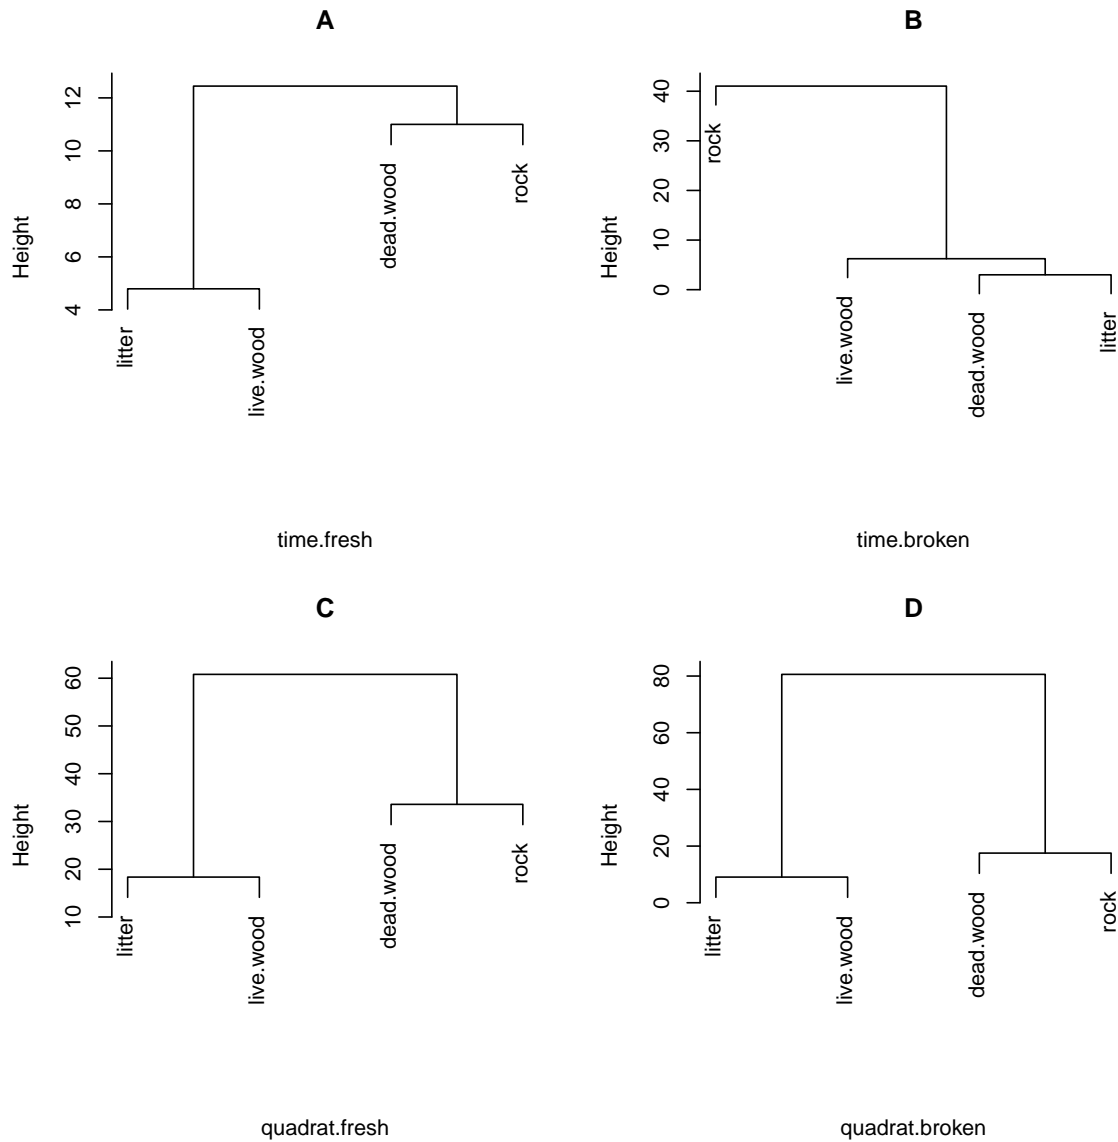 A
Height
4
6
8
10
12
litter
live.wood
dead.wood
rock
time.fresh
B
Height
0
10
20
30
40
rock
live.wood
dead.wood
litter
time.broken
C
Height
10
20
30
40
50
60
litter
live.wood
dead.wood
rock
quadrat.fresh
D
Height
0
20
40
60
80
litter
live.wood
dead.wood
rock
quadrat.broken